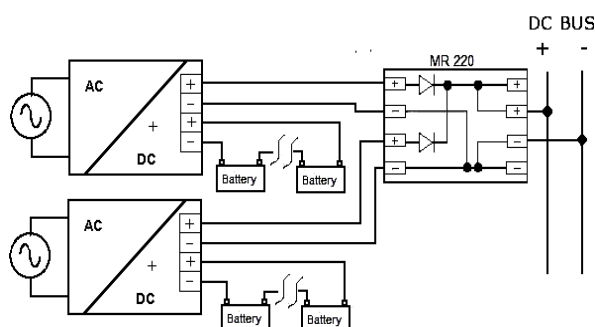 DC BUS
+ -
MR 220
AC
+
DC
+
-
+
-
Battery
Battery
+
-
+
-
+
+
-
-
AC
+
DC
+
-
+
-
Battery
Battery